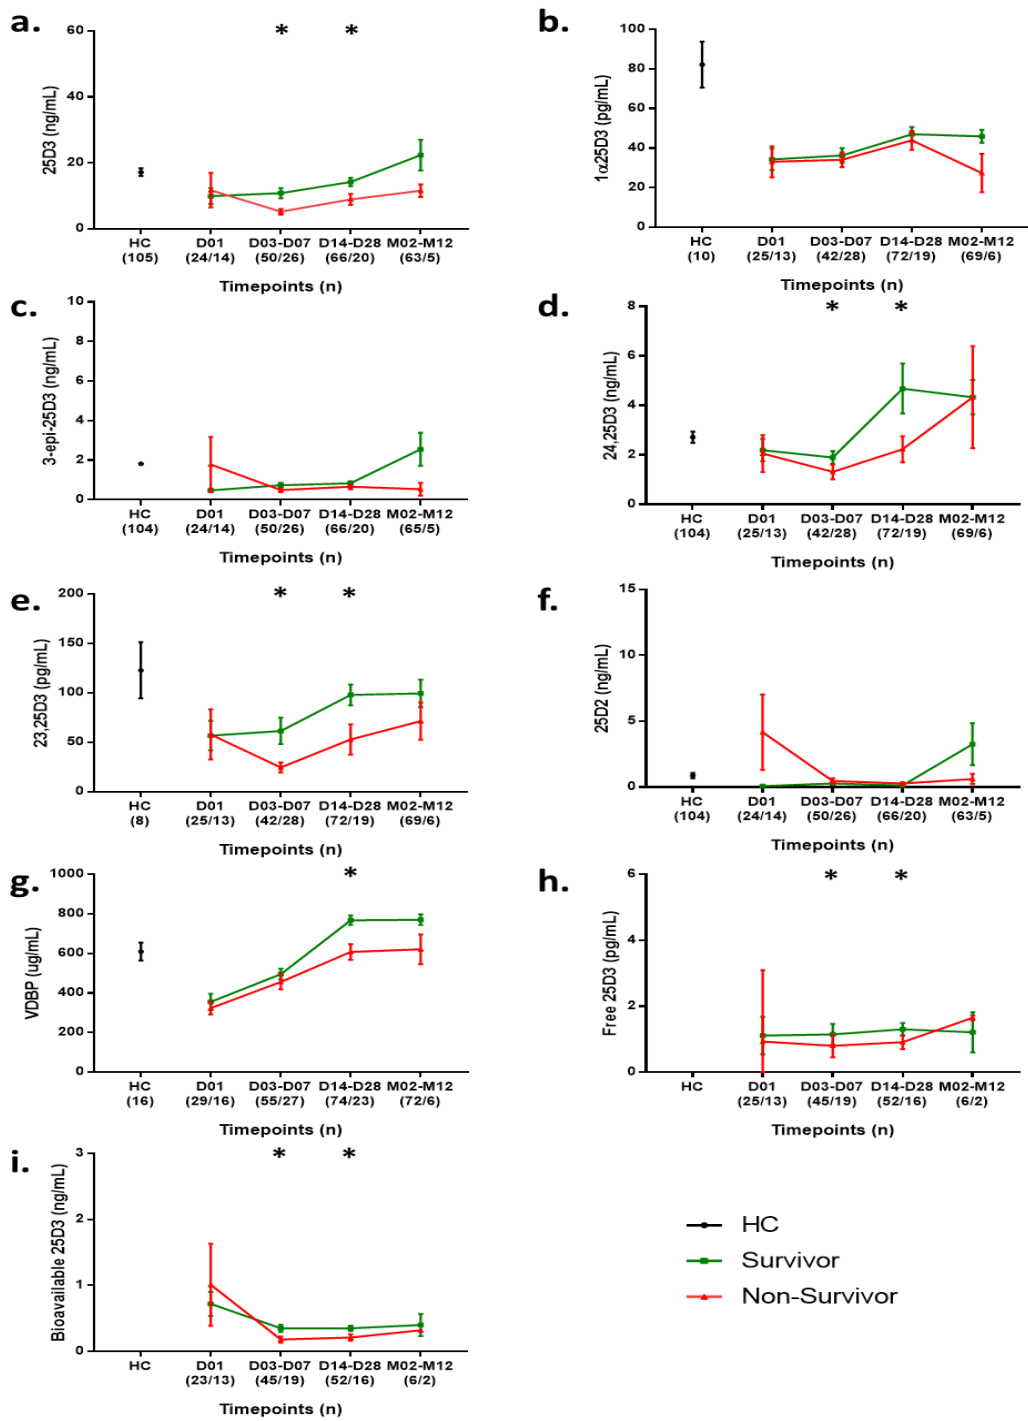 a.
* *
25D3 (ng/mL)
60
40
20
0
HC D01 D03-D07 D14-D28 M02-M12
(105) (24/14) (50/26) (66/20) (63/5)
Timepoints (n)
b.
1α25D3 (pg/mL)
100
80
60
40
20
0
HC D01 D03-D07 D14-D28 M02-M12
(10) (25/13) (42/28) (72/19) (69/6)
Timepoints (n)
c.
3-epi-25D3 (ng/mL)
10
8
6
4
2
0
HC D01 D03-D07 D14-D28 M02-M12
(104) (24/14) (50/26) (66/20) (65/5)
Timepoints (n)
d.
* *
24,25D3 (ng/mL)
8
6
4
2
0
HC D01 D03-D07 D14-D28 M02-M12
(104) (25/13) (42/28) (72/19) (69/6)
Timepoints (n)
e.
* *
23,25D3 (pg/mL)
200
150
100
50
0
HC D01 D03-D07 D14-D28 M02-M12
(8) (25/13) (42/28) (72/19) (69/6)
Timepoints (n)
f.
25D2 (ng/mL)
15
10
5
0
HC D01 D03-D07 D14-D28 M02-M12
(104) (24/14) (50/26) (66/20) (63/5)
Timepoints (n)
g.
*
VDBP (ug/mL)
1000
800
600
400
200
0
HC D01 D03-D07 D14-D28 M02-M12
(16) (29/16) (55/27) (74/23) (72/6)
Timepoints (n)
h.
* *
Free 25D3 (pg/mL)
6
4
2
0
HC D01 D03-D07 D14-D28 M02-M12
(25/13) (45/19) (52/16) (6/2)
Timepoints (n)
i.
* *
Bioavailable 25D3 (ng/mL)
3
2
1
0
HC D01 D03-D07 D14-D28 M02-M12
(23/13) (45/19) (52/16) (6/2)
Timepoints (n)
HC
Survivor
Non-Survivor